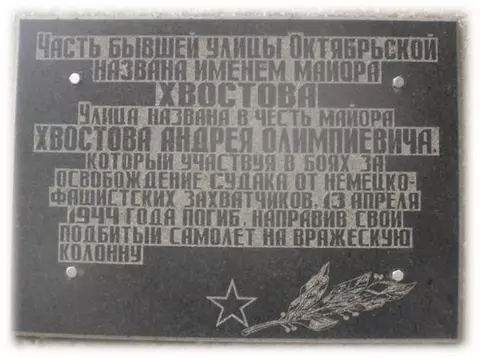 Часть бывшей улицы Октябрьской
названа именем майора
ХВОСТОВА
Улица названа в честь майора
ХВОСТОВА АНДРЕЯ ОЛИМПИЕВИЧА,
который участвуя в боях за
освобождение Судака от немецко-
фашистских захватчиков, 13 апреля
1944 года погиб, направив свой
подбитый самолет на вражескую
колонну